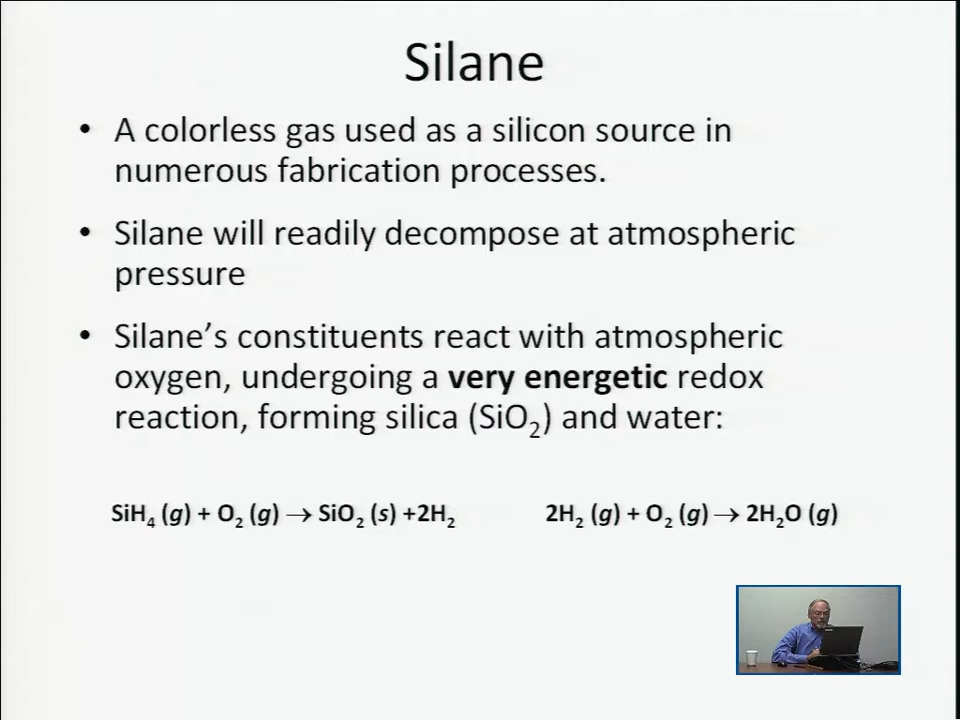 Silane
• A colorless gas used as a silicon source in
numerous fabrication processes.
• Silane will readily decompose at atmospheric
pressure
• Silane’s constituents react with atmospheric
oxygen, undergoing a very energetic redox
reaction, forming silica (SiO₂) and water:
SiH₄ (g) + O₂ (g) → SiO₂ (s) +2H₂
2H₂ (g) + O₂ (g) → 2H₂O (g)